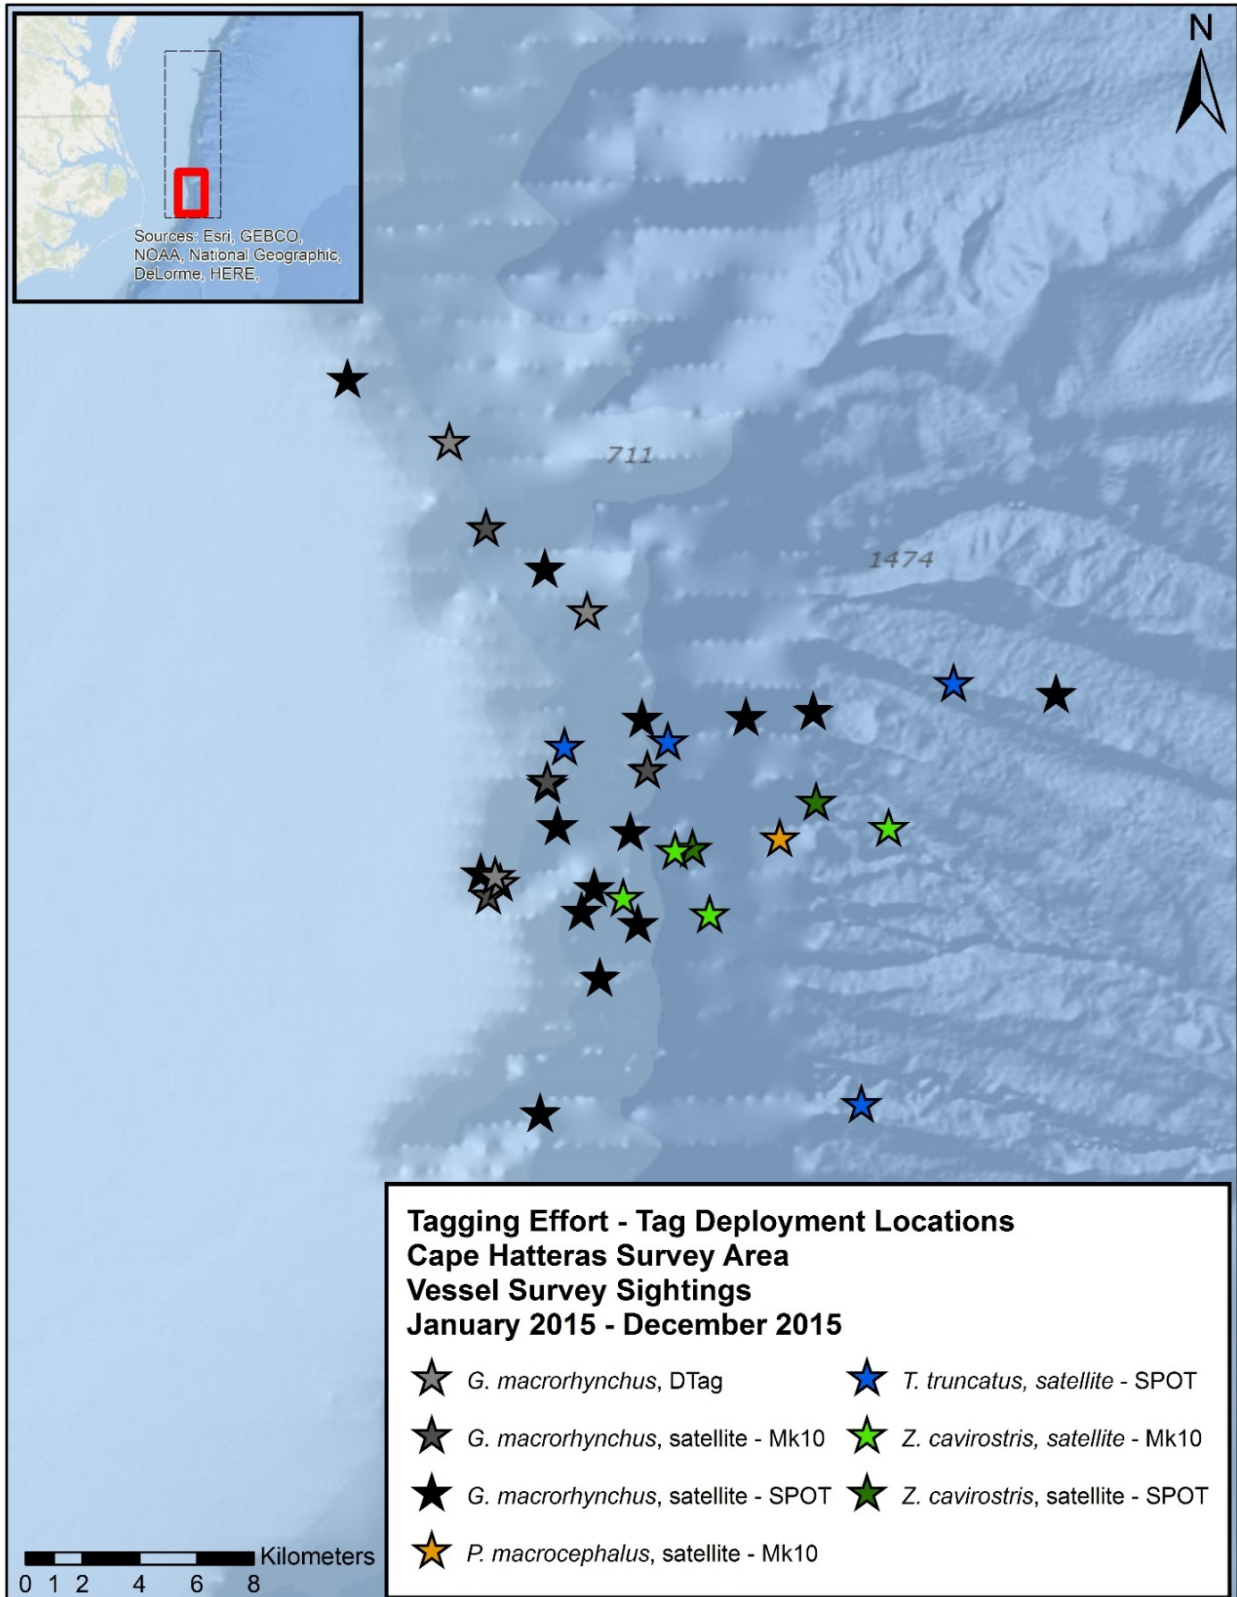 N
Sources: Esri, GEBCO,
NOAA, National Geographic,
DeLorme, HERE,
711
1474
Tagging Effort - Tag Deployment Locations
Cape Hatteras Survey Area
Vessel Survey Sightings
January 2015 - December 2015
G. macrorhynchus, DTag
G. macrorhynchus, satellite - Mk10
G. macrorhynchus, satellite - SPOT
P. macrocephalus, satellite - Mk10
T. truncatus, satellite - SPOT
Z. cavirostris, satellite - Mk10
Z. cavirostris, satellite - SPOT
Kilometers
0 1 2 4 6 8